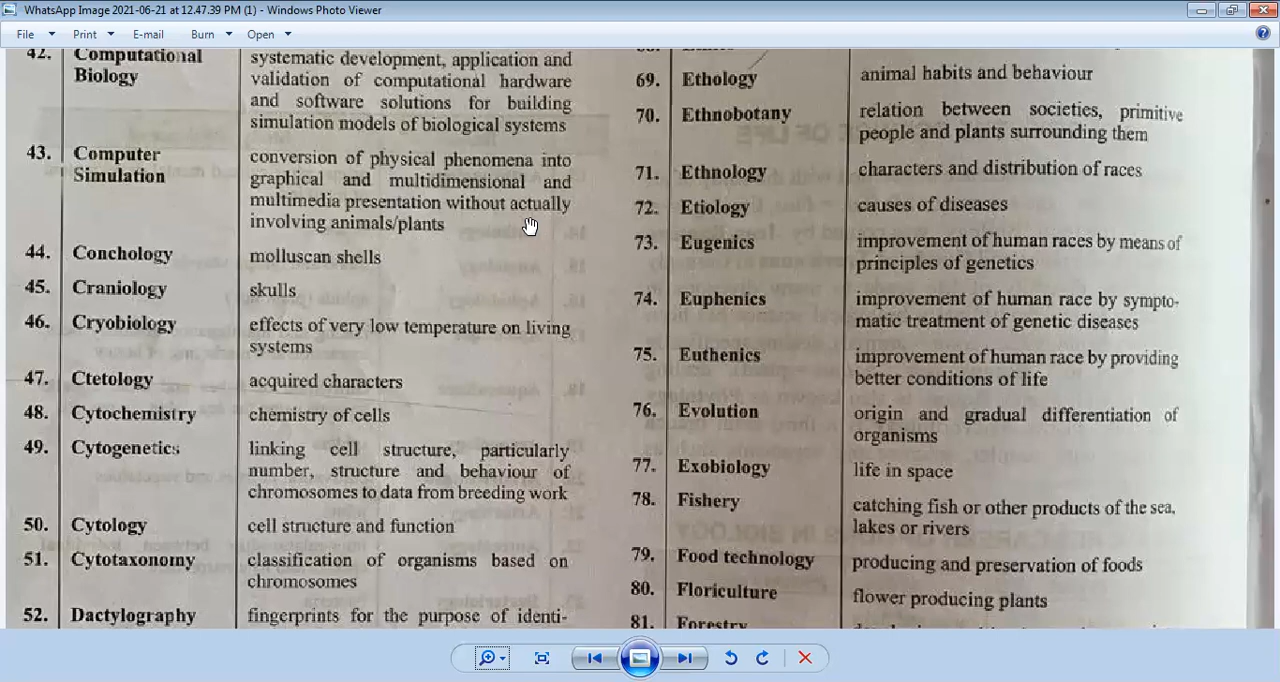 WhatsApp Image 2021-06-21 at 12.47.39 PM (1) - Windows Photo Viewer
File Print E-mail Burn Open
42. Computational systematic development, application and
Biology validation of computational hardware
and software solutions for building
simulation models of biological systems
43. Computer conversion of physical phenomena into
Simulation graphical and multidimensional and
multimedia presentation without actually
involving animals/plants
44. Conchology molluscan shells
45. Craniology skulls
46. Cryobiology effects of very low temperature on living
systems
47. Ctetology acquired characters
48. Cytochemistry chemistry of cells
49. Cytogenetics linking cell structure, particularly
number, structure and behaviour of
chromosomes to data from breeding work
50. Cytology cell structure and function
51. Cytotaxonomy classification of organisms based on
chromosomes
52. Dactylography fingerprints for the purpose of identi-
69. Ethology animal habits and behaviour
70. Ethnobotany relation between societies, primitive
people and plants surrounding them
71. Ethnology characters and distribution of races
72. Etiology causes of diseases
73. Eugenics improvement of human races by means of
principles of genetics
74. Euphenics improvement of human race by sympto-
matic treatment of genetic diseases
75. Euthenics improvement of human race by providing
better conditions of life
76. Evolution origin and gradual differentiation of
organisms
77. Exobiology life in space
78. Fishery catching fish or other products of the sea,
lakes or rivers
79. Food technology producing and preservation of foods
80. Floriculture flower producing plants
81. Forestry